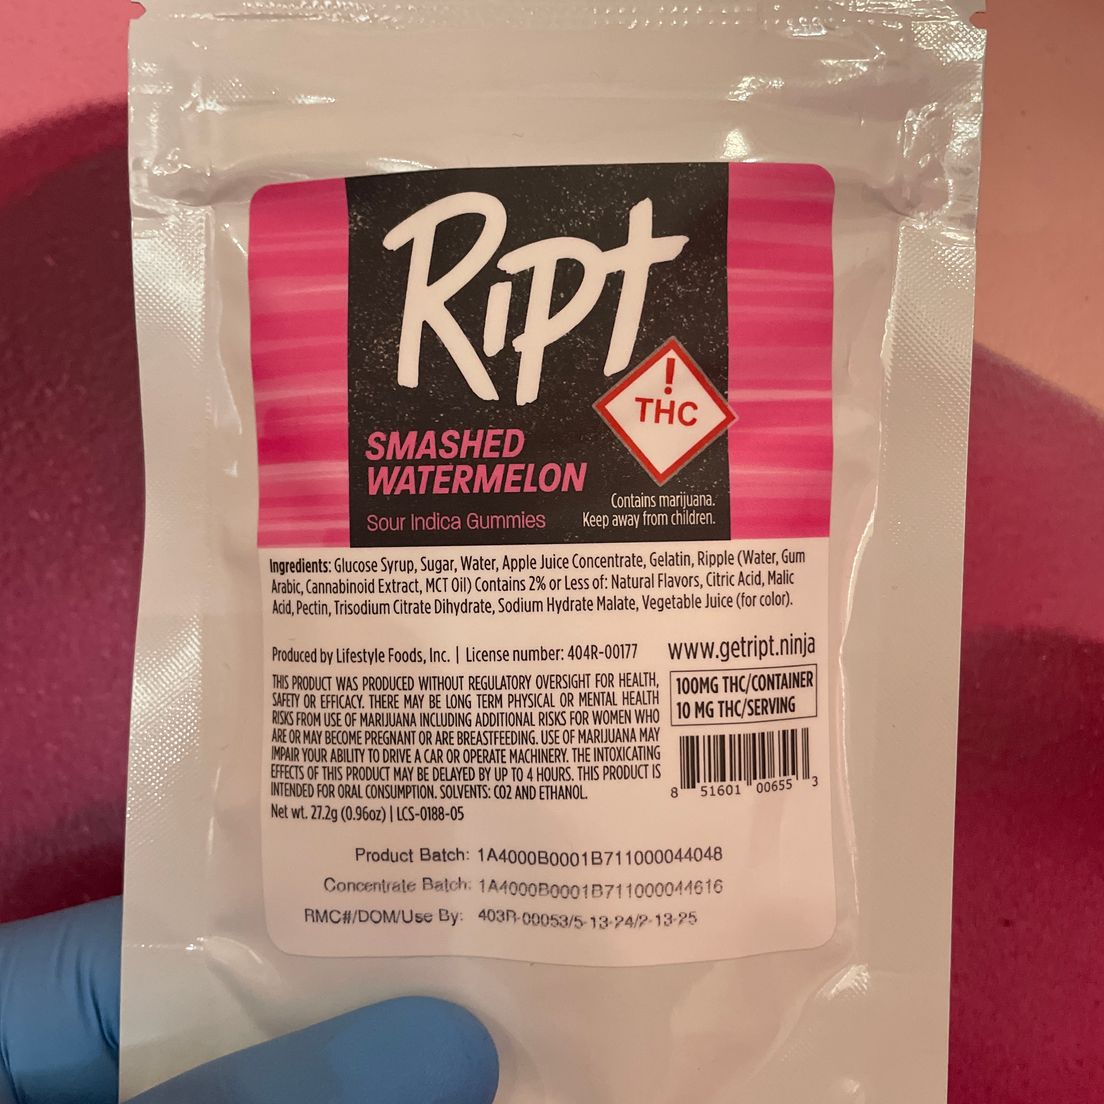 Ript
!
THC
SMASHED
WATERMELON
Sour Indica Gummies
Contains marijuana.
Keep away from children.
Ingredients: Glucose Syrup, Sugar, Water, Apple Juice Concentrate, Gelatin, Ripple (Water, Gum
Arabic, Cannabinoid Extract, MCT Oil) Contains 2% or Less of: Natural Flavors, Citric Acid, Malic
Acid, Pectin, Trisodium Citrate Dihydrate, Sodium Hydrate Malate, Vegetable Juice (for color).
Produced by Lifestyle Foods, Inc. | License number: 404R-00177
www.getript.ninja
THIS PRODUCT WAS PRODUCED WITHOUT REGULATORY OVERSIGHT FOR HEALTH,
SAFETY OR EFFICACY. THERE MAY BE LONG TERM PHYSICAL OR MENTAL HEALTH
RISKS FROM USE OF MARIJUANA INCLUDING ADDITIONAL RISKS FOR WOMEN WHO
ARE OR MAY BECOME PREGNANT OR ARE BREASTFEEDING. USE OF MARIJUANA MAY
IMPAIR YOUR ABILITY TO DRIVE A CAR OR OPERATE MACHINERY. THE INTOXICATING
EFFECTS OF THIS PRODUCT MAY BE DELAYED BY UP TO 4 HOURS. THIS PRODUCT IS
INTENDED FOR ORAL CONSUMPTION. SOLVENTS: CO2 AND ETHANOL.
100MG THC/CONTAINER
10 MG THC/SERVING
8 51601 00655 3
Net wt. 27.2g (0.96oz) | LCS-0188-05
Product Batch: 1A4000B0001B711000044048
Concentrate Batch: 1A4000B0001B711000044616
RMC#/DOM/Use By: 403R-00053/5-13-24/2-13-25